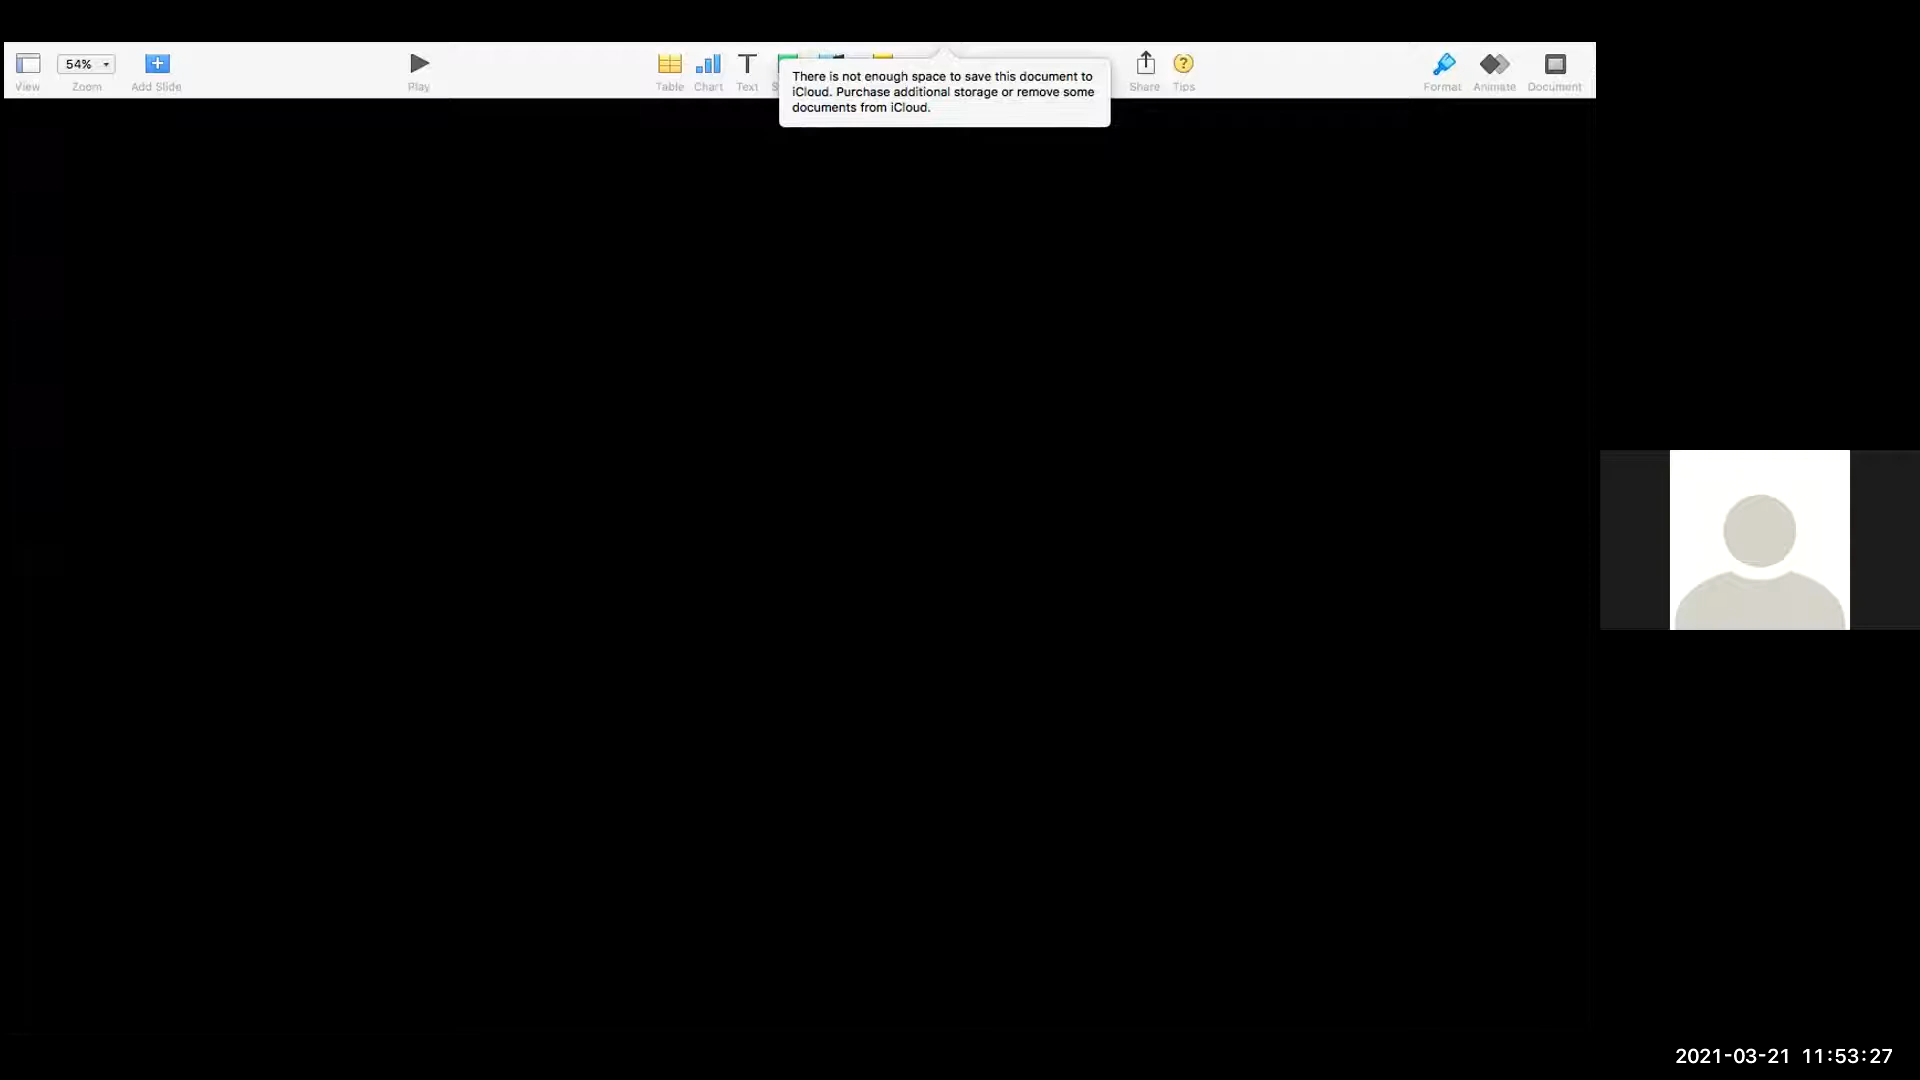 54%
View
Zoom
Add Slide
Play
Table
Chart
Text
There is not enough space to save this document to
iCloud. Purchase additional storage or remove some
documents from iCloud.
Share
Tips
Format
Animate
Document
2021-03-21 11:53:27